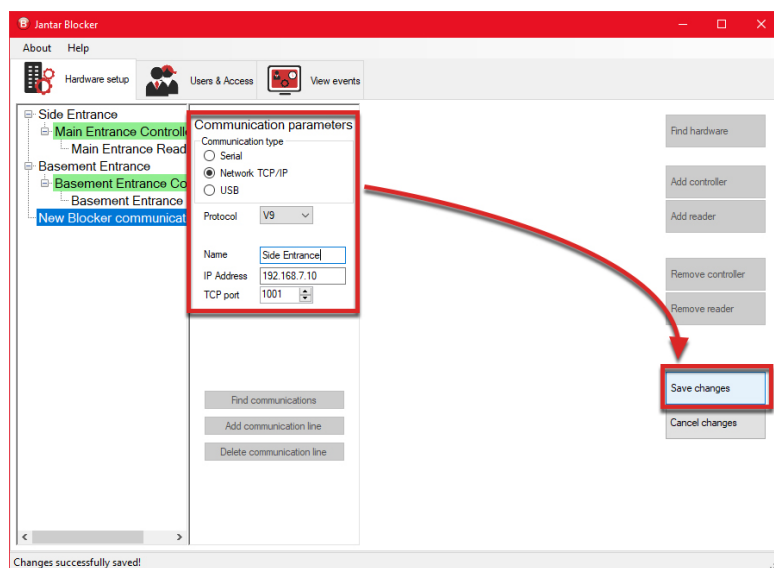 Jantar Blocker
About Help
Hardware setup Users & Access View events
Side Entrance
Main Entrance Controll
Main Entrance Read
Basement Entrance
Basement Entrance Co
Basement Entrance
New Blocker communicat
Communication parameters
Communication type
Serial
Network TCP/IP
USB
Protocol V9
Name Side Entrance
IP Address 192.168.7.10
TCP port 1001
Find communications
Add communication line
Delete communication line
Find hardware
Add controller
Add reader
Remove controller
Remove reader
Save changes
Cancel changes
Changes successfully saved!